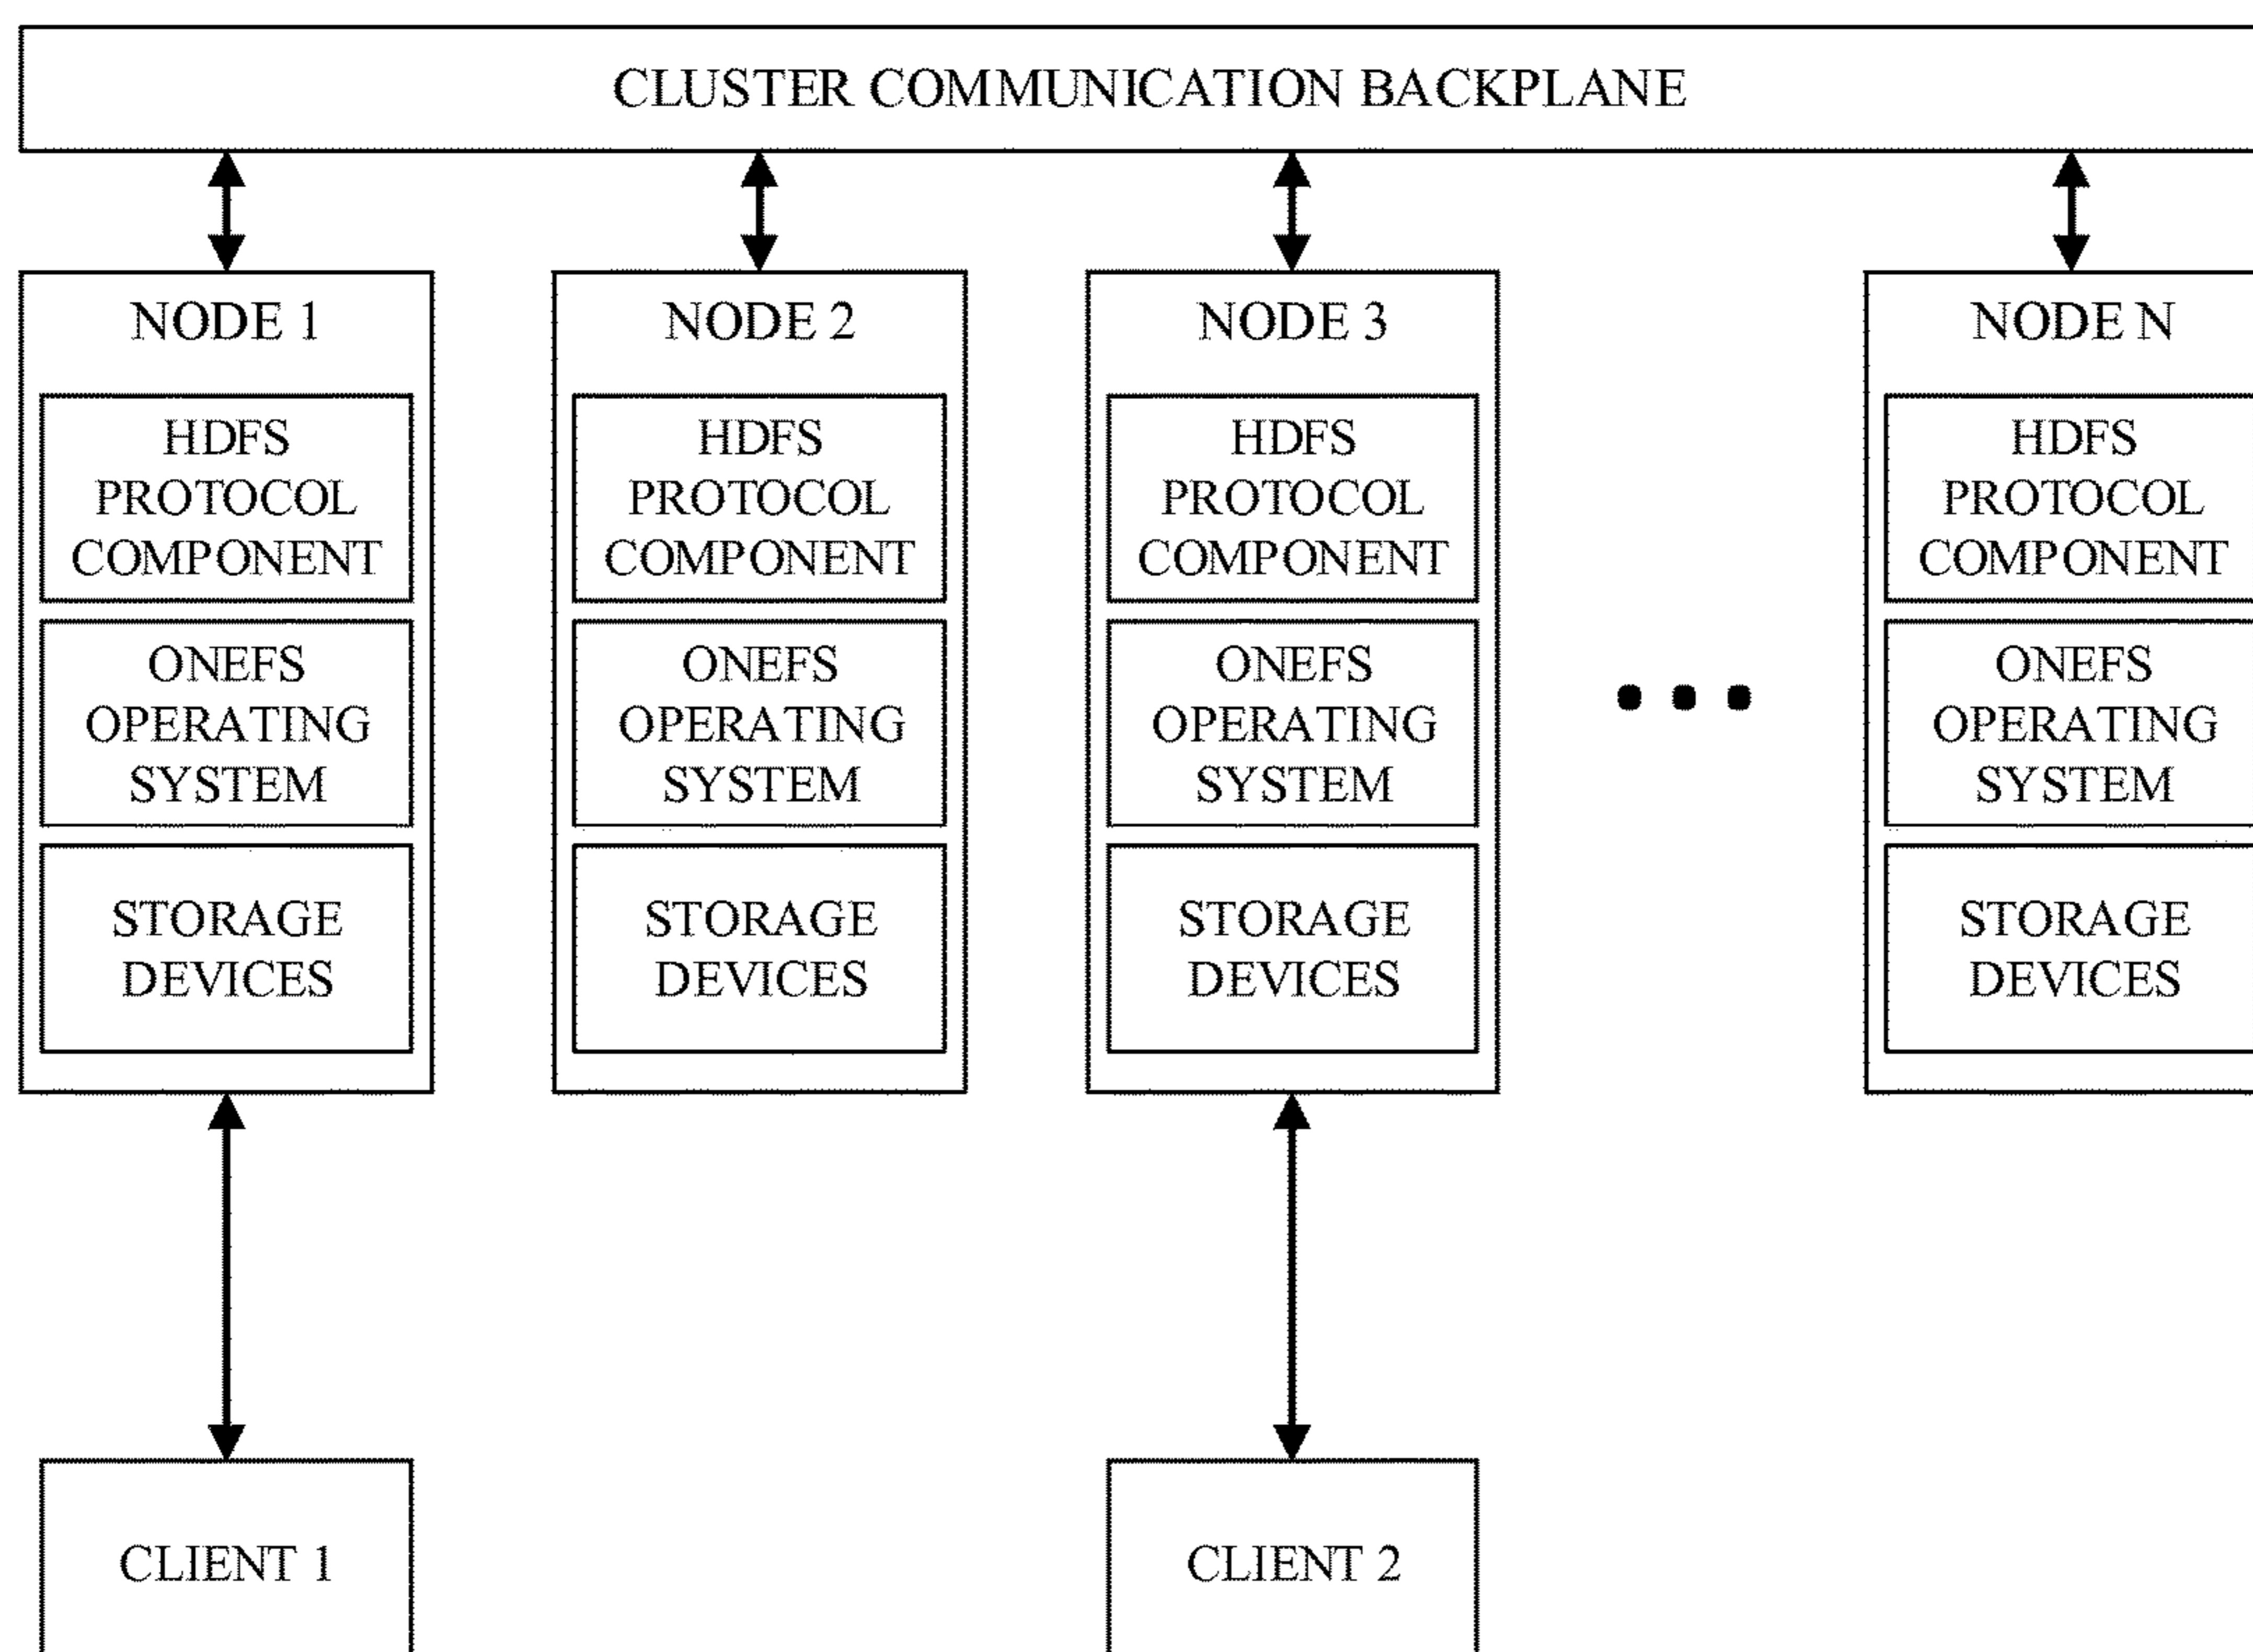 CLUSTER COMMUNICATION BACKPLANE
NODE 1
HDFS
PROTOCOL
COMPONENT
ONEFS
OPERATING
SYSTEM
STORAGE
DEVICES
NODE 2
HDFS
PROTOCOL
COMPONENT
ONEFS
OPERATING
SYSTEM
STORAGE
DEVICES
NODE 3
HDFS
PROTOCOL
COMPONENT
ONEFS
OPERATING
SYSTEM
STORAGE
DEVICES
NODE N
HDFS
PROTOCOL
COMPONENT
ONEFS
OPERATING
SYSTEM
STORAGE
DEVICES
CLIENT 1
CLIENT 2